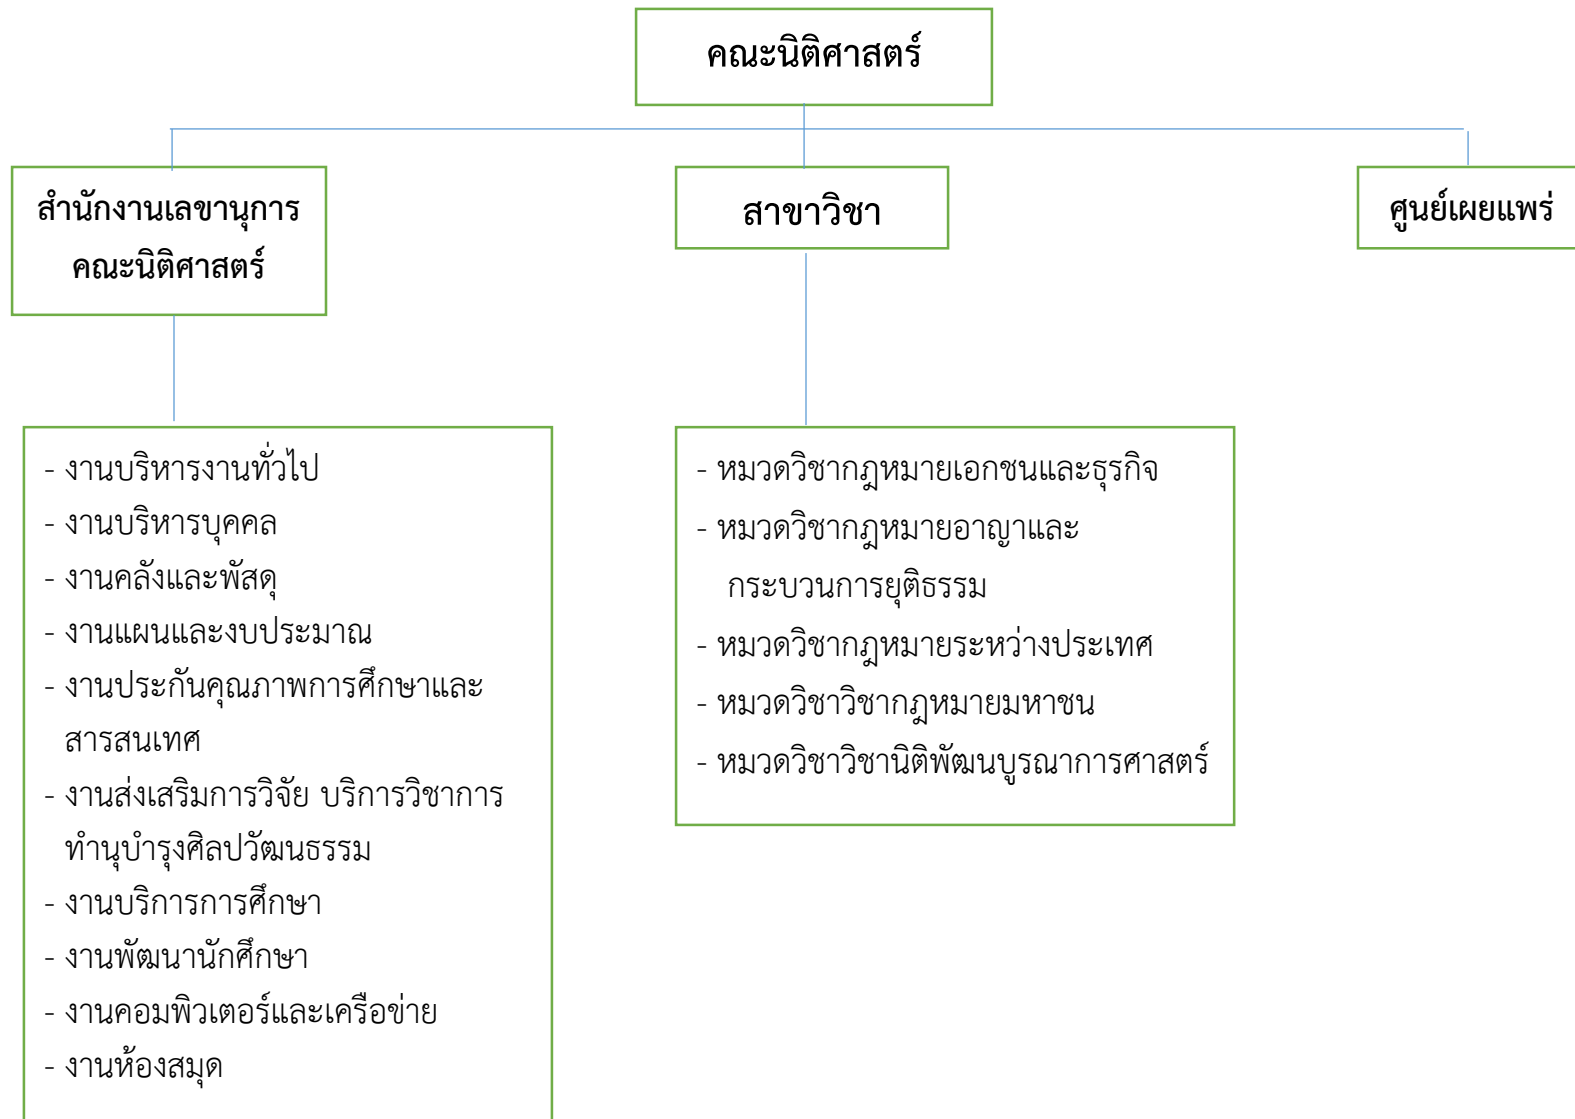 คณะนิติศาสตร์
สำนักงานเลขานุการ
คณะนิติศาสตร์
สาขาวิชา
ศูนย์เผยแพร่
- งานบริหารงานทั่วไป
- งานบริหารบุคคล
- งานคลังและพัสดุ
- งานแผนและงบประมาณ
- งานประกันคุณภาพการศึกษาและ
สารสนเทศ
- งานส่งเสริมการวิจัย บริการวิชาการ
ทำนุบำรุงศิลปวัฒนธรรม
- งานบริการการศึกษา
- งานพัฒนานักศึกษา
- งานคอมพิวเตอร์และเครือข่าย
- งานห้องสมุด
- หมวดวิชากฎหมายเอกชนและธุรกิจ
- หมวดวิชากฎหมายอาญาและ
กระบวนการยุติธรรม
- หมวดวิชากฎหมายระหว่างประเทศ
- หมวดวิชาวิชากฎหมายมหาชน
- หมวดวิชาวิชานิติพัฒนบูรณาการศาสตร์